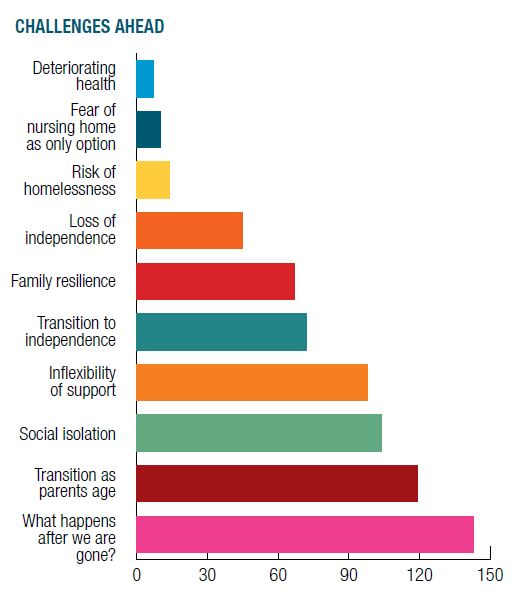 CHALLENGES AHEAD
Deteriorating
health
Fear of
nursing home
as only option
Risk of
homelessness
Loss of
independence
Family resilience
Transition to
independence
Inflexibility
of support
Social isolation
Transition as
parents age
What happens
after we are
gone?
0 30 60 90 120 150